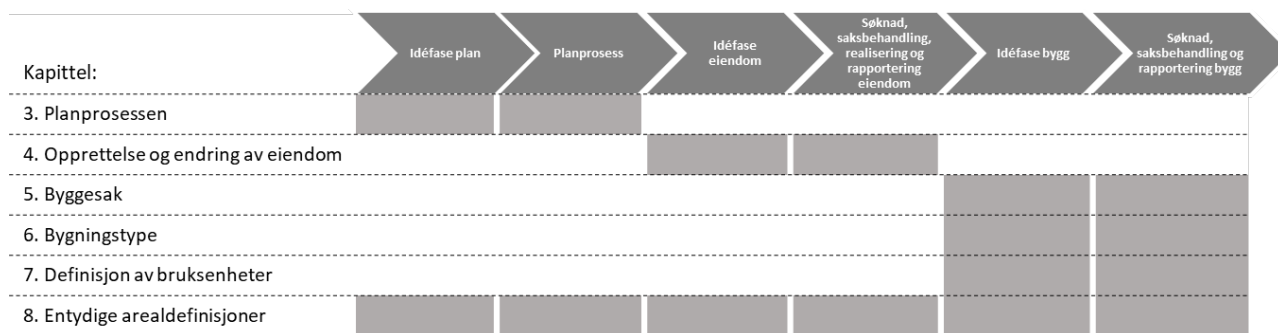 Kapittel:
Idéfase plan
Planprosess
Idéfase
eiendom
Søknad,
saksbehandling,
realisering og
rapportering
eiendom
Idéfase bygg
Søknad,
saksbehandling og
rapportering bygg
3. Planprosessen
4. Opprettelse og endring av eiendom
5. Byggesak
6. Bygningstype
7. Definisjon av bruksenheter
8. Entydige arealdefinisjoner